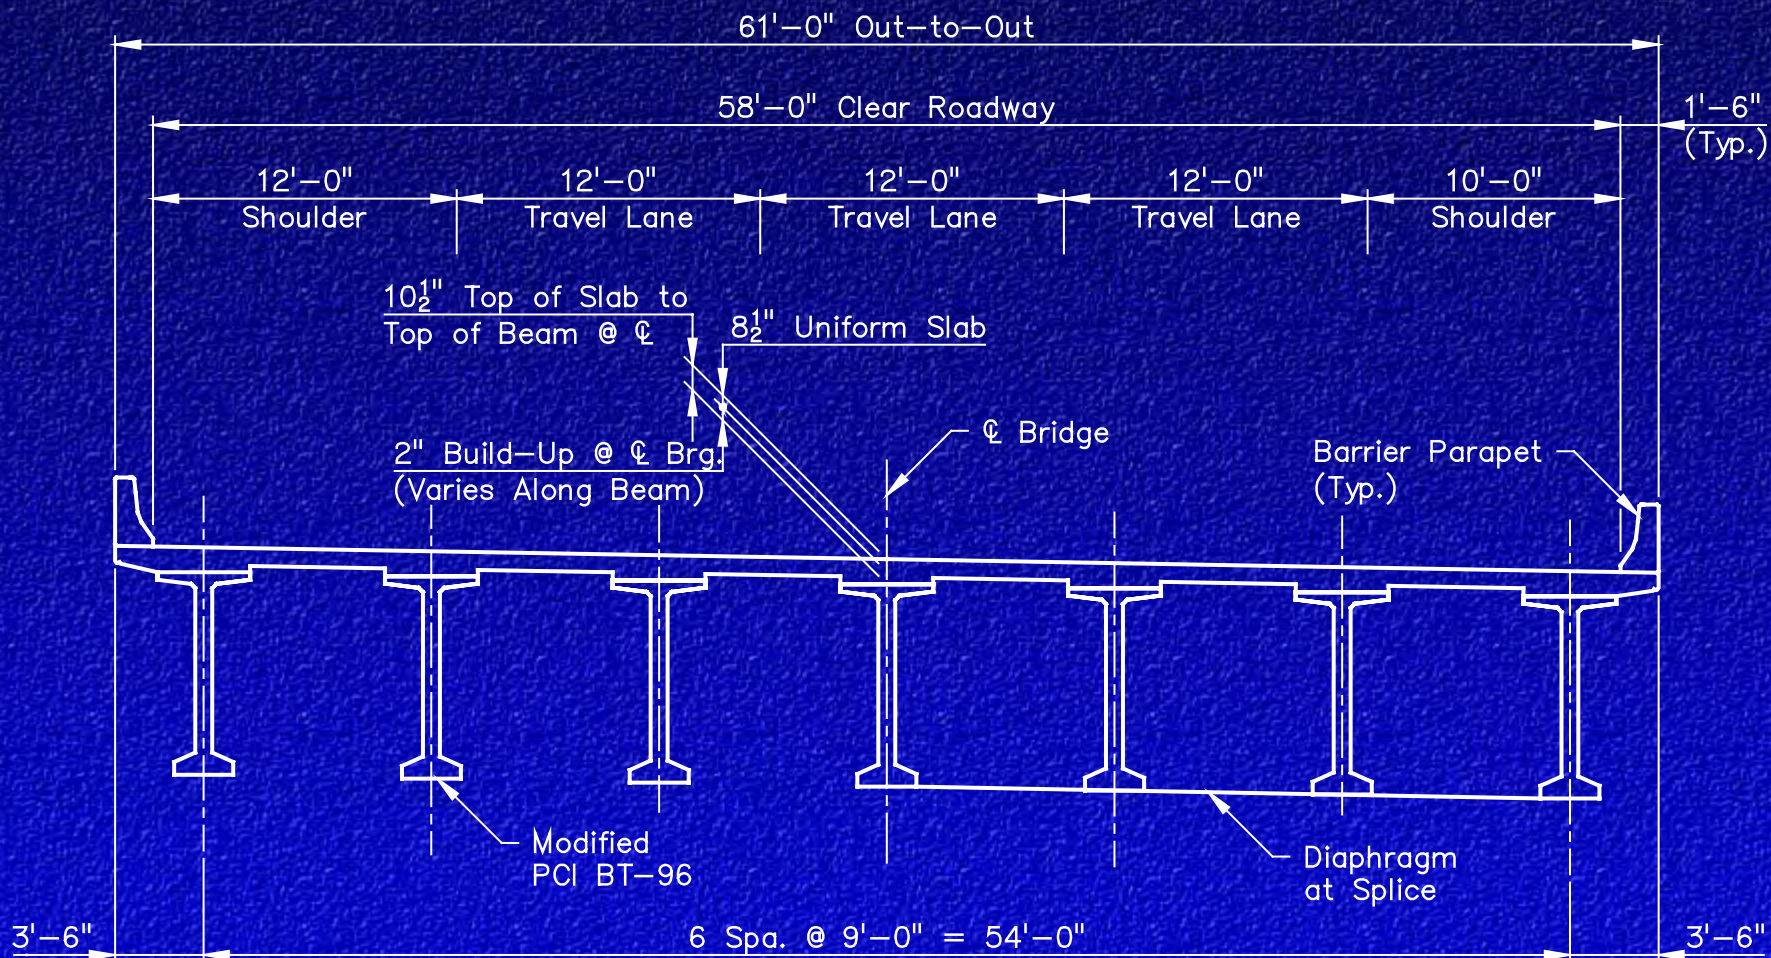 61'-0" Out-to-Out
58'-0" Clear Roadway
1'-6"
(Typ.)
12'-0"
Shoulder
12'-0"
Travel Lane
12'-0"
Travel Lane
12'-0"
Travel Lane
10'-0"
Shoulder
10½" Top of Slab to
Top of Beam @ ℄
8½" Uniform Slab
2" Build-Up @ ℄ Brg.
(Varies Along Beam)
℄ Bridge
Barrier Parapet
(Typ.)
Modified
PCI BT-96
Diaphragm
at Splice
3'-6"
6 Spa. @ 9'-0" = 54'-0"
3'-6"